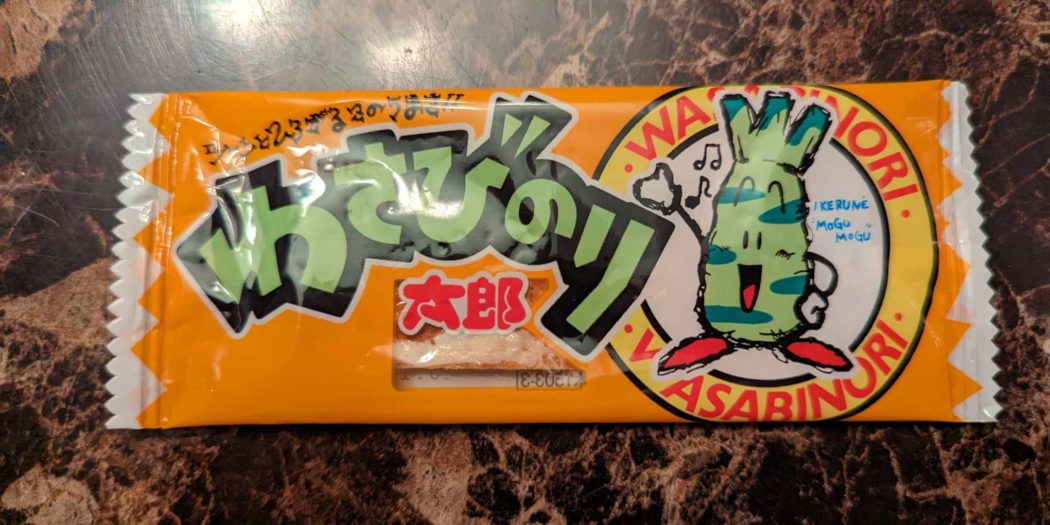 わさびのり
太郎
WASABINORI
IKERUNE
"MOGU
MOGU"
WASABINORI